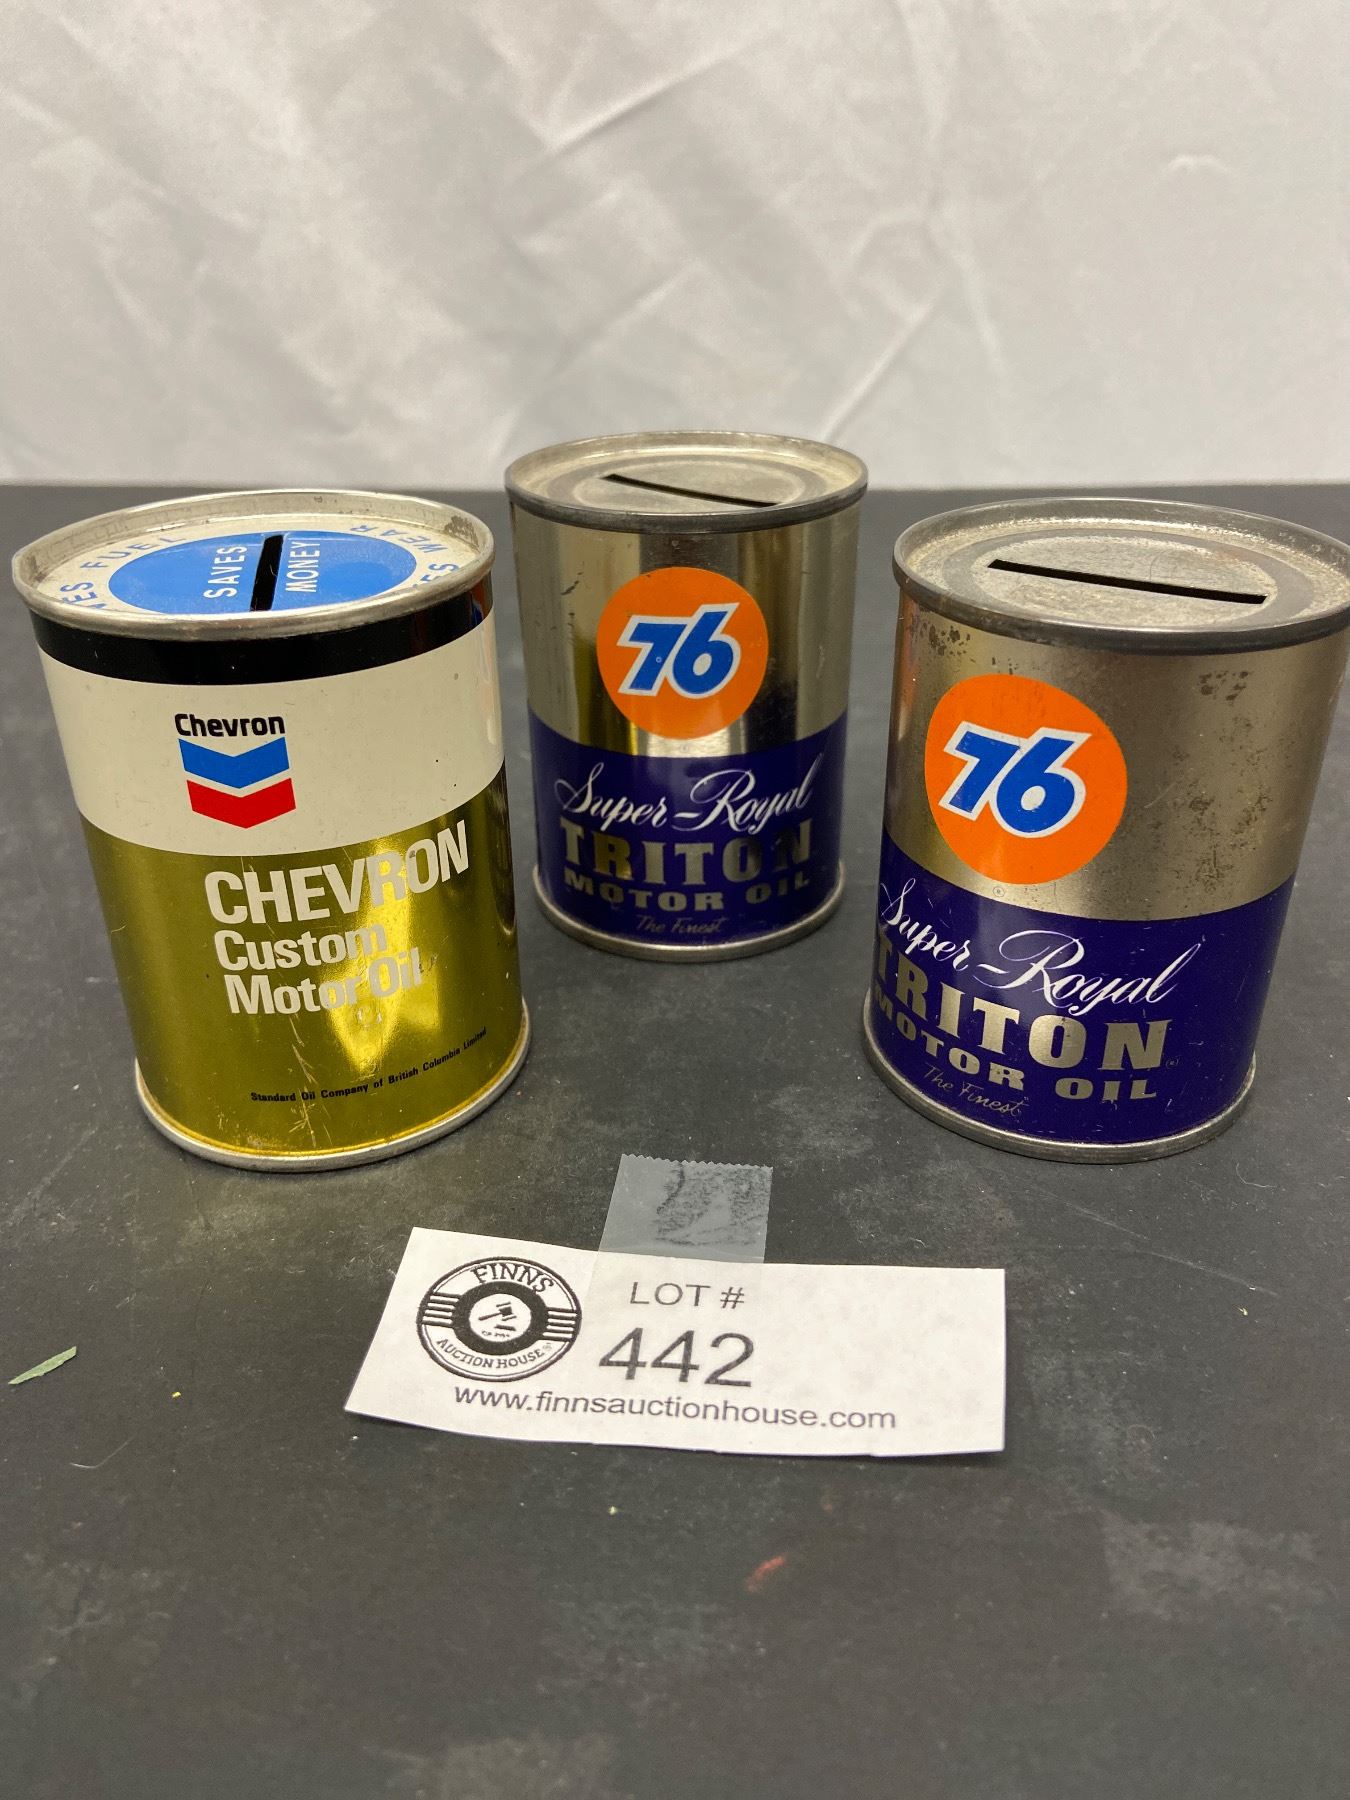 SAVES
MONEY!
FUEL
WEAR
Chevron
CHEVRON
Custom
Motor Oil
Standard Oil Company of British Columbia Limited
76
Super-Royal
TRITON
MOTOR OIL
The Finest
76
Super-Royal
TRITON
MOTOR OIL
The Finest
FINNS
AUCTION HOUSE
LOT #
442
www.finnsauctionhouse.com